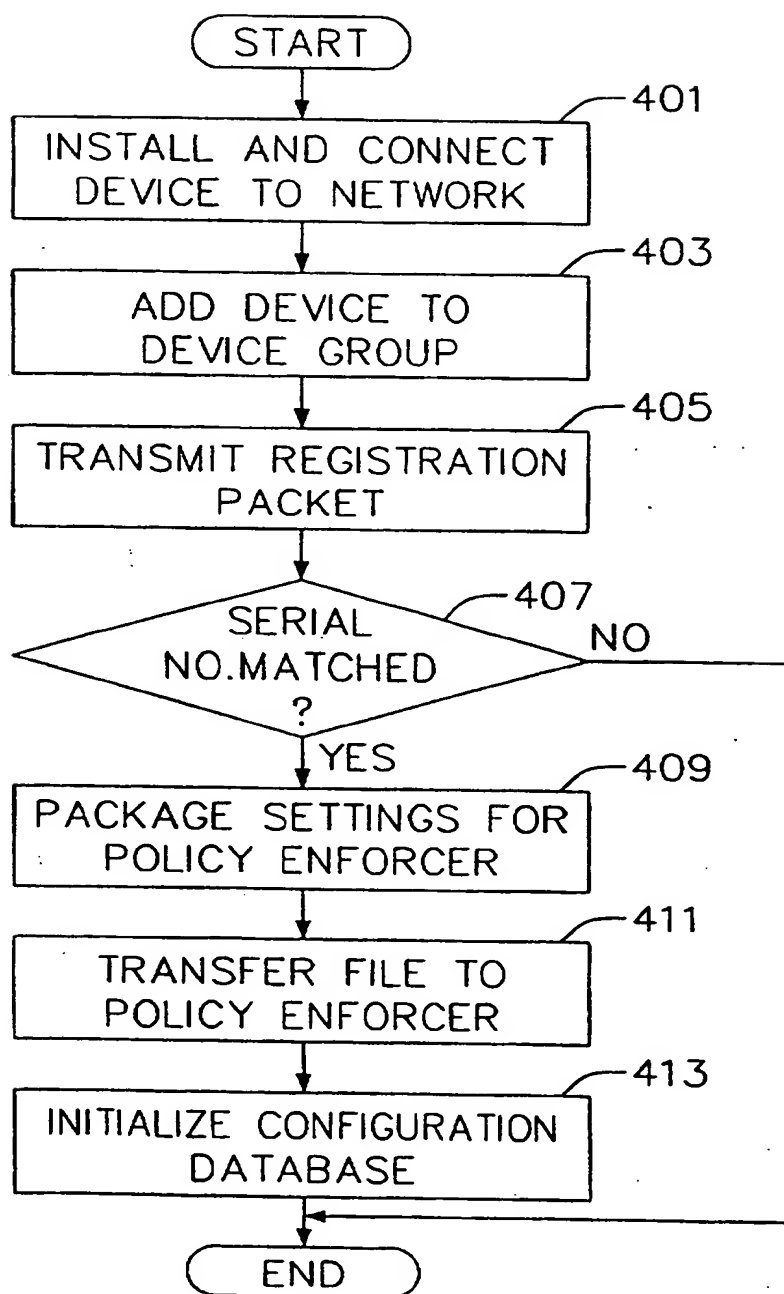 START
401
INSTALL AND CONNECT
DEVICE TO NETWORK
403
ADD DEVICE TO
DEVICE GROUP
405
TRANSMIT REGISTRATION
PACKET
407
SERIAL
NO.MATCHED
?
NO
YES
409
PACKAGE SETTINGS FOR
POLICY ENFORCER
411
TRANSFER FILE TO
POLICY ENFORCER
413
INITIALIZE CONFIGURATION
DATABASE
END